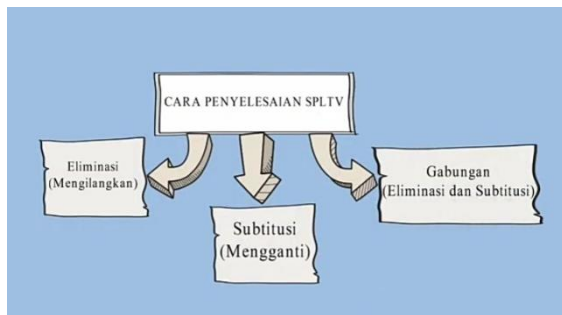 CARA PENYELESAIAN SPLTV
Eliminasi
(Mengilangkan)
Subtitusi
(Mengganti)
Gabungan
(Eliminasi dan Subtitusi)